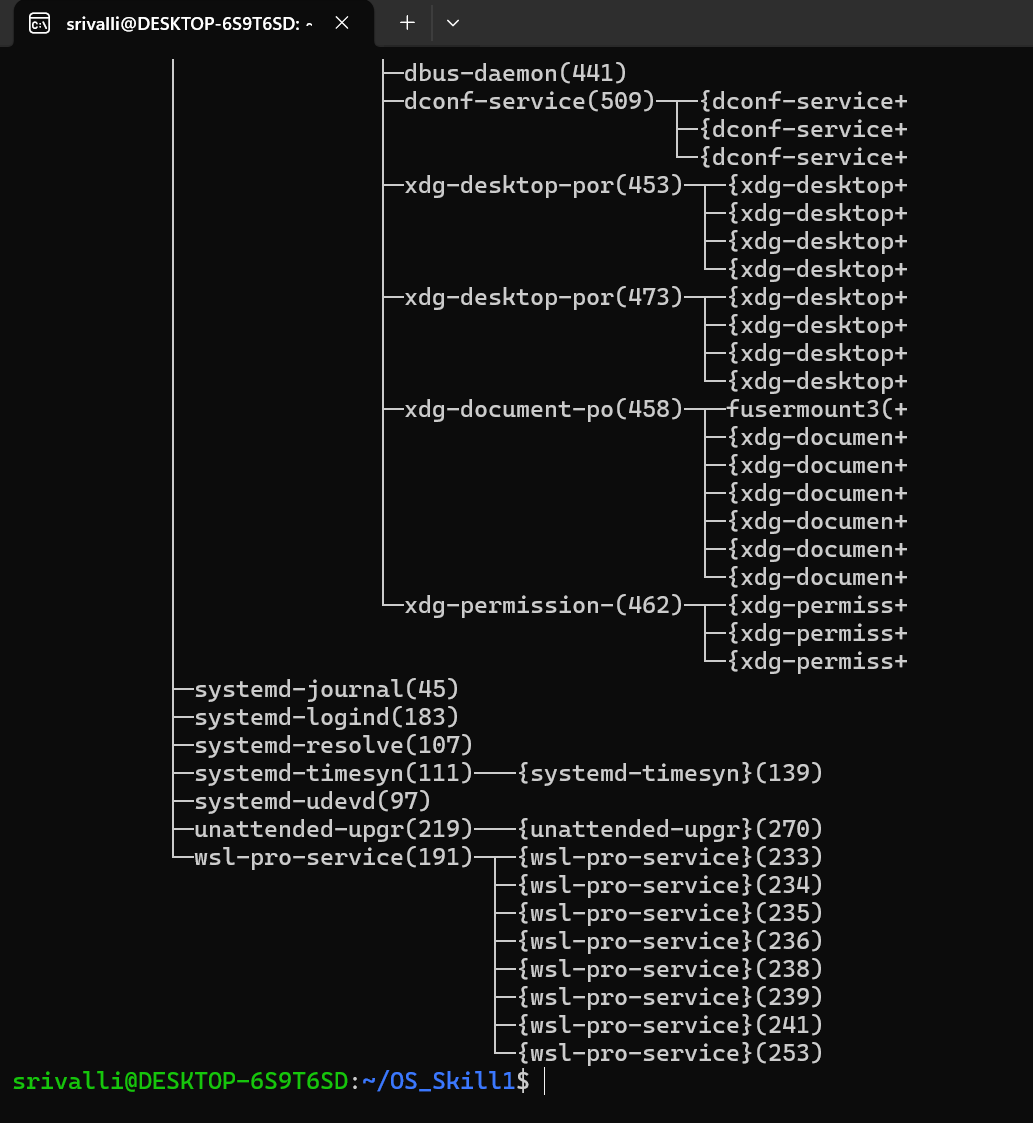 srivalli@DESKTOP-6S9T6SD: ~
├─dbus-daemon(441)
├─dconf-service(509)─┬─{dconf-service+
├─{dconf-service+
└─{dconf-service+
├─xdg-desktop-por(453)─┬─{xdg-desktop+
├─{xdg-desktop+
├─{xdg-desktop+
└─{xdg-desktop+
├─xdg-desktop-por(473)─┬─{xdg-desktop+
├─{xdg-desktop+
├─{xdg-desktop+
└─{xdg-desktop+
├─xdg-document-po(458)─┬─fusermount3(+
├─{xdg-documen+
├─{xdg-documen+
├─{xdg-documen+
├─{xdg-documen+
├─{xdg-documen+
└─{xdg-documen+
└─xdg-permission-(462)─┬─{xdg-permiss+
├─{xdg-permiss+
└─{xdg-permiss+
├─systemd-journal(45)
├─systemd-logind(183)
├─systemd-resolve(107)
├─systemd-timesyn(111)───{systemd-timesyn}(139)
├─systemd-udevd(97)
├─unattended-upgr(219)───{unattended-upgr}(270)
└─wsl-pro-service(191)─┬─{wsl-pro-service}(233)
├─{wsl-pro-service}(234)
├─{wsl-pro-service}(235)
├─{wsl-pro-service}(236)
├─{wsl-pro-service}(238)
├─{wsl-pro-service}(239)
├─{wsl-pro-service}(241)
└─{wsl-pro-service}(253)
srivalli@DESKTOP-6S9T6SD:~/OS_Skill1$